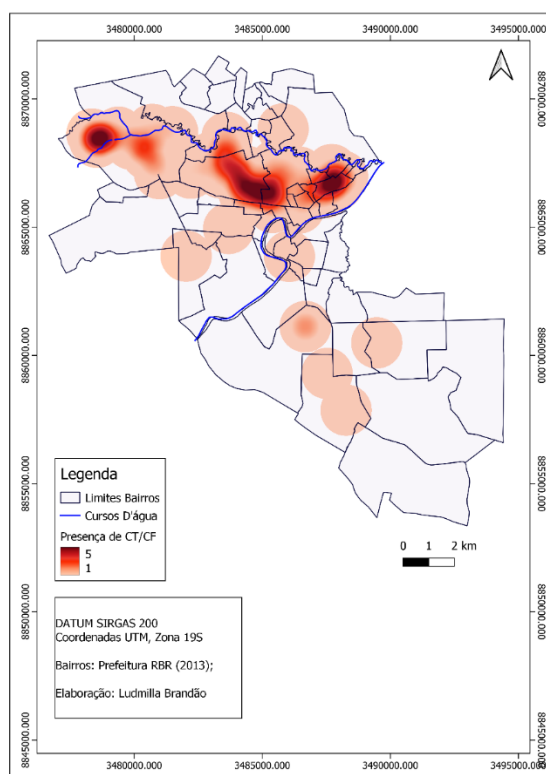 3480000.000 3485000.000 3490000.000 3495000.000
8870000.000 8870000.000
8865000.000 8865000.000
8860000.000 8860000.000
8855000.000 8855000.000
8850000.000 8850000.000
8845000.000 8845000.000
Legenda
Limites Bairros
Cursos D'água
Presença de CT/CF
5
1
0 1 2 km
DATUM SIRGAS 200
Coordenadas UTM, Zona 19S
Bairros: Prefeitura RBR (2013);
Elaboração: Ludmilla Brandão
3480000.000 3485000.000 3490000.000 3495000.000